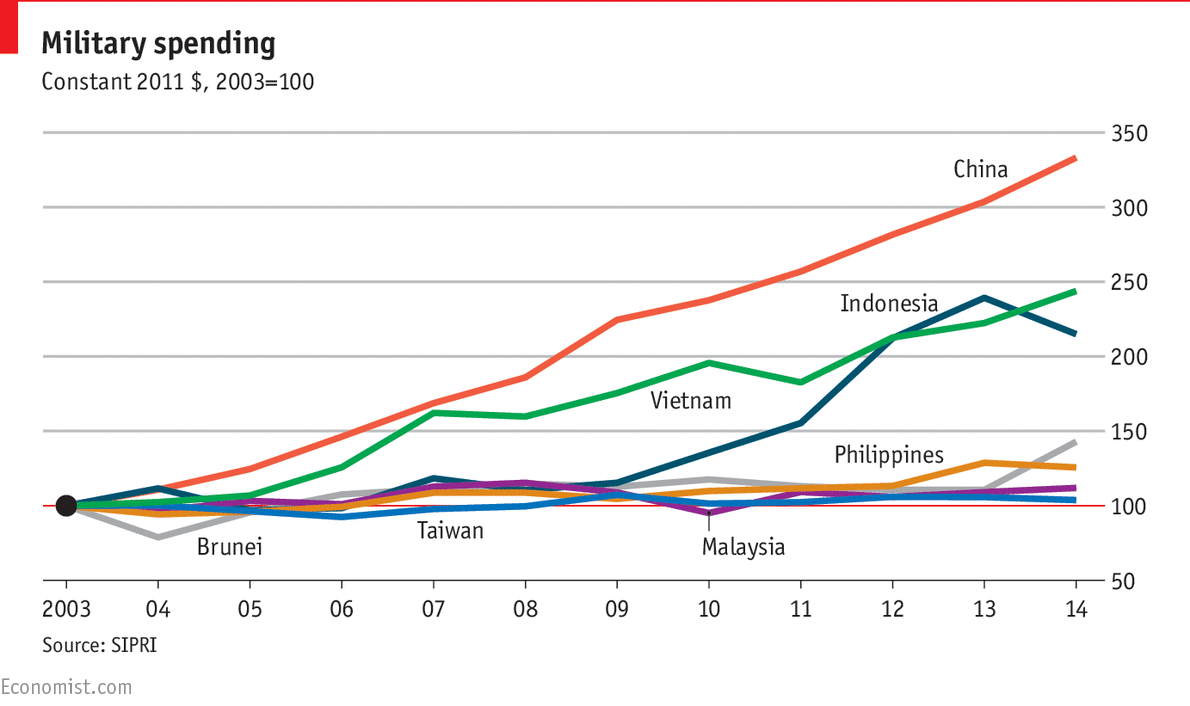 Military spending
Constant 2011 $, 2003=100
350
China
300
250
Indonesia
200
Vietnam
150
Philippines
100
Taiwan
Brunei
Malaysia
50
2003 04 05 06 07 08 09 10 11 12 13 14
Source: SIPRI
Economist.com